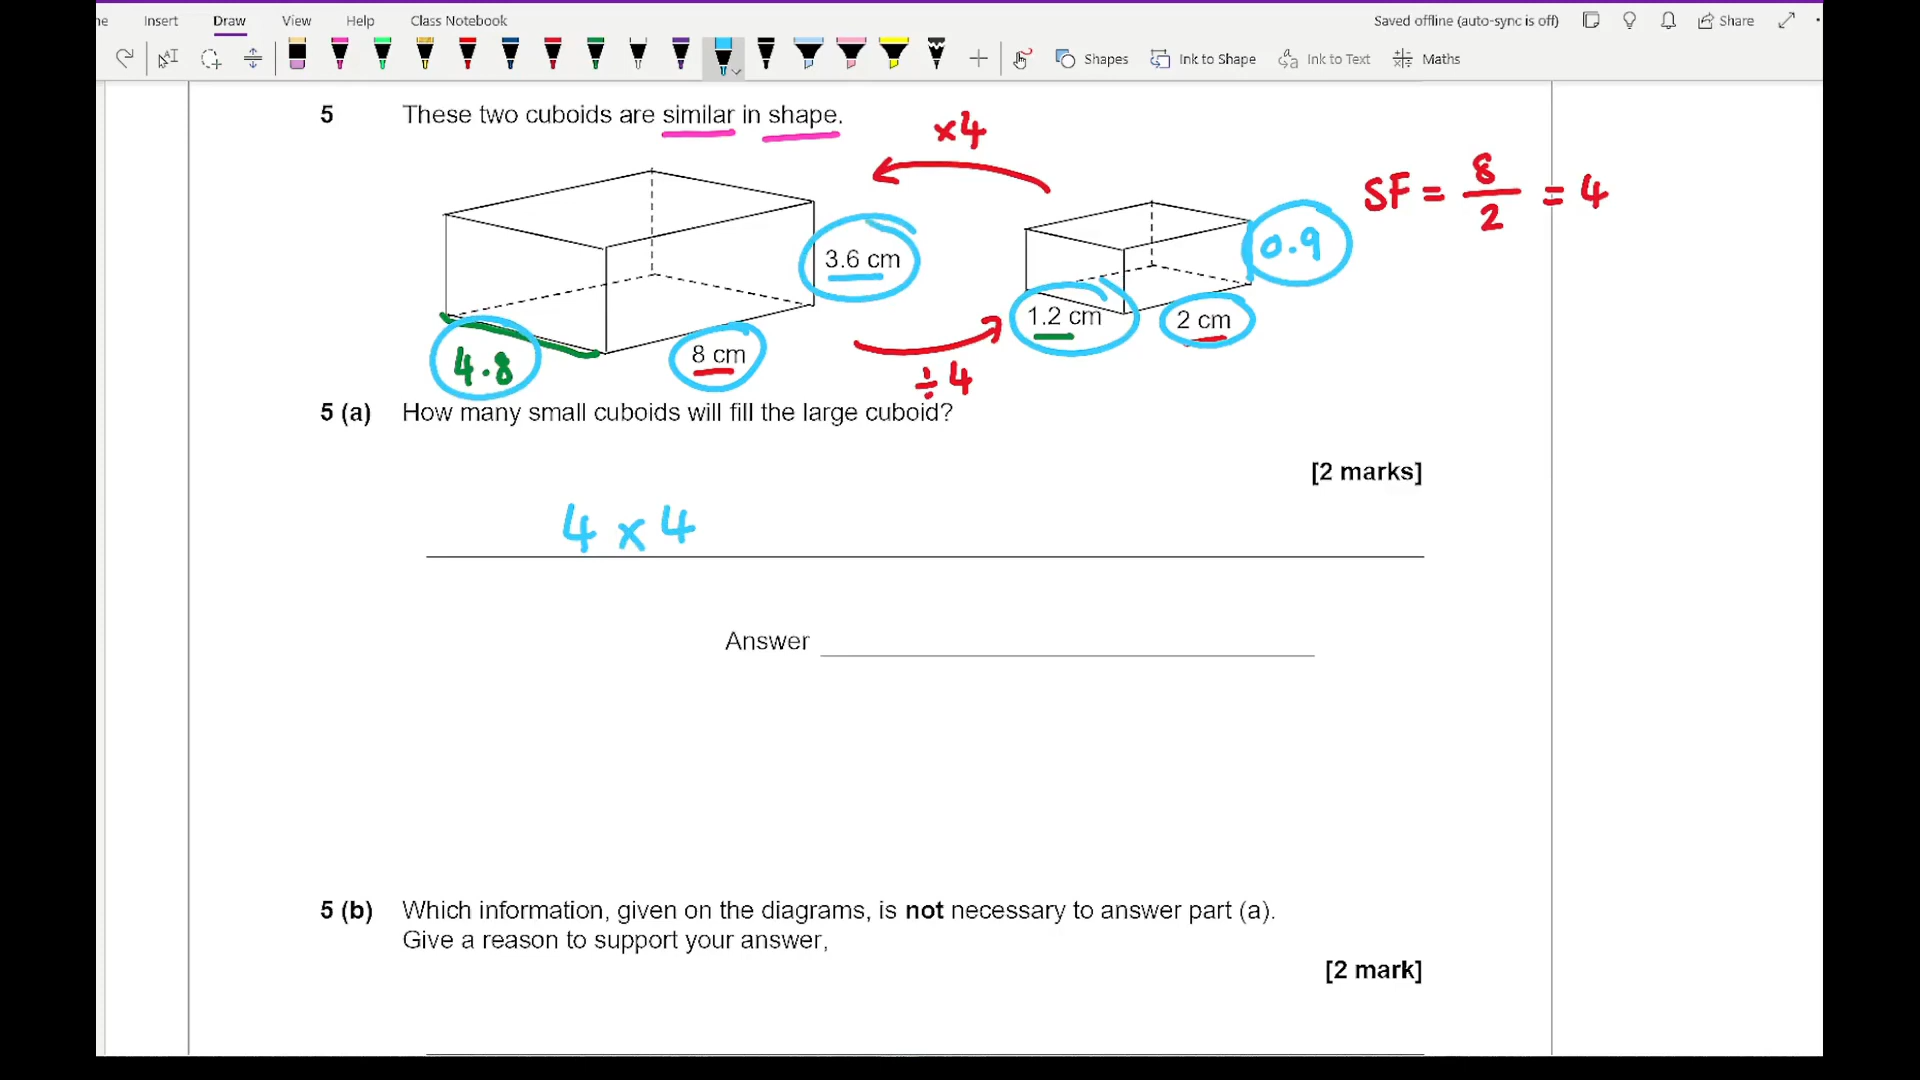 Insert Draw View Help Class Notebook Saved offline (auto-sync is off) Share
Shapes Ink to Shape Ink to Text Maths
5 These two cuboids are similar in shape.
×4
SF = 8/2 = 4
3.6 cm
0.9
1.2 cm
2 cm
4.8
8 cm
÷4
5 (a) How many small cuboids will fill the large cuboid?
[2 marks]
4 × 4
Answer
5 (b) Which information, given on the diagrams, is not necessary to answer part (a).
Give a reason to support your answer,
[2 mark]